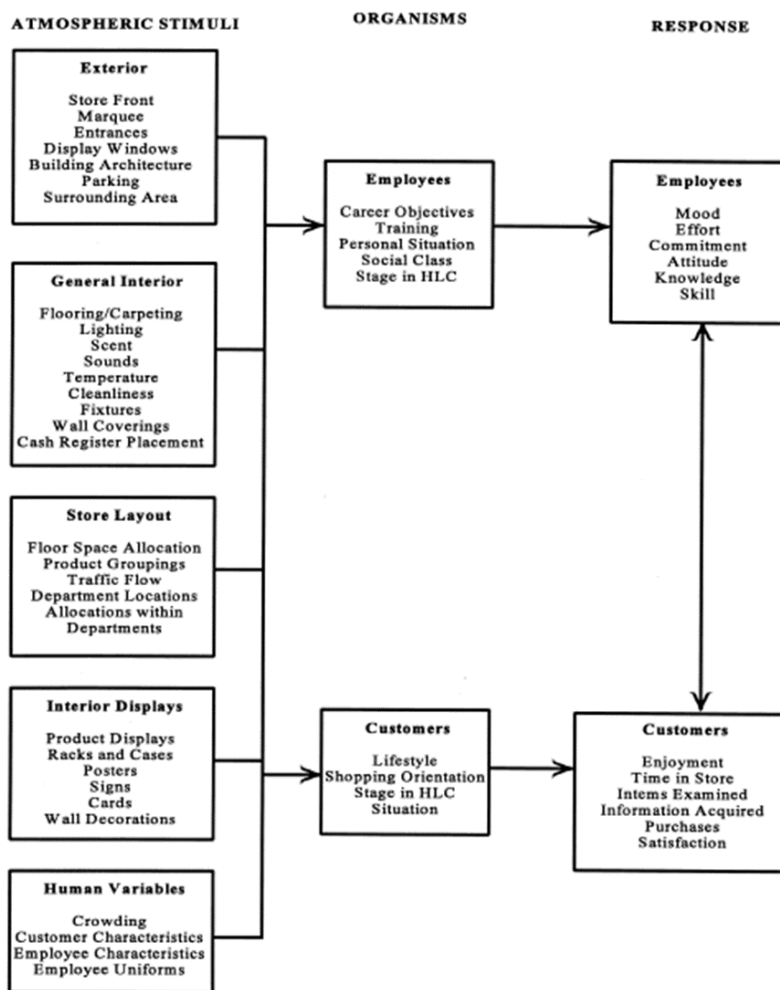 ATMOSPHERIC STIMULI
Exterior
Store Front
Marquee
Entrances
Display Windows
Building Architecture
Parking
Surrounding Area
General Interior
Flooring/Carpeting
Lighting
Scent
Sounds
Temperature
Cleanliness
Fixtures
Wall Coverings
Cash Register Placement
Store Layout
Floor Space Allocation
Product Groupings
Traffic Flow
Department Locations
Allocations within
Departments
Interior Displays
Product Displays
Racks and Cases
Posters
Signs
Cards
Wall Decorations
Human Variables
Crowding
Customer Characteristics
Employee Characteristics
Employee Uniforms
ORGANISMS
Employees
Career Objectives
Training
Personal Situation
Social Class
Stage in HLC
Customers
Lifestyle
Shopping Orientation
Stage in HLC
Situation
RESPONSE
Employees
Mood
Effort
Commitment
Attitude
Knowledge
Skill
Customers
Enjoyment
Time in Store
Intems Examined
Information Acquired
Purchases
Satisfaction